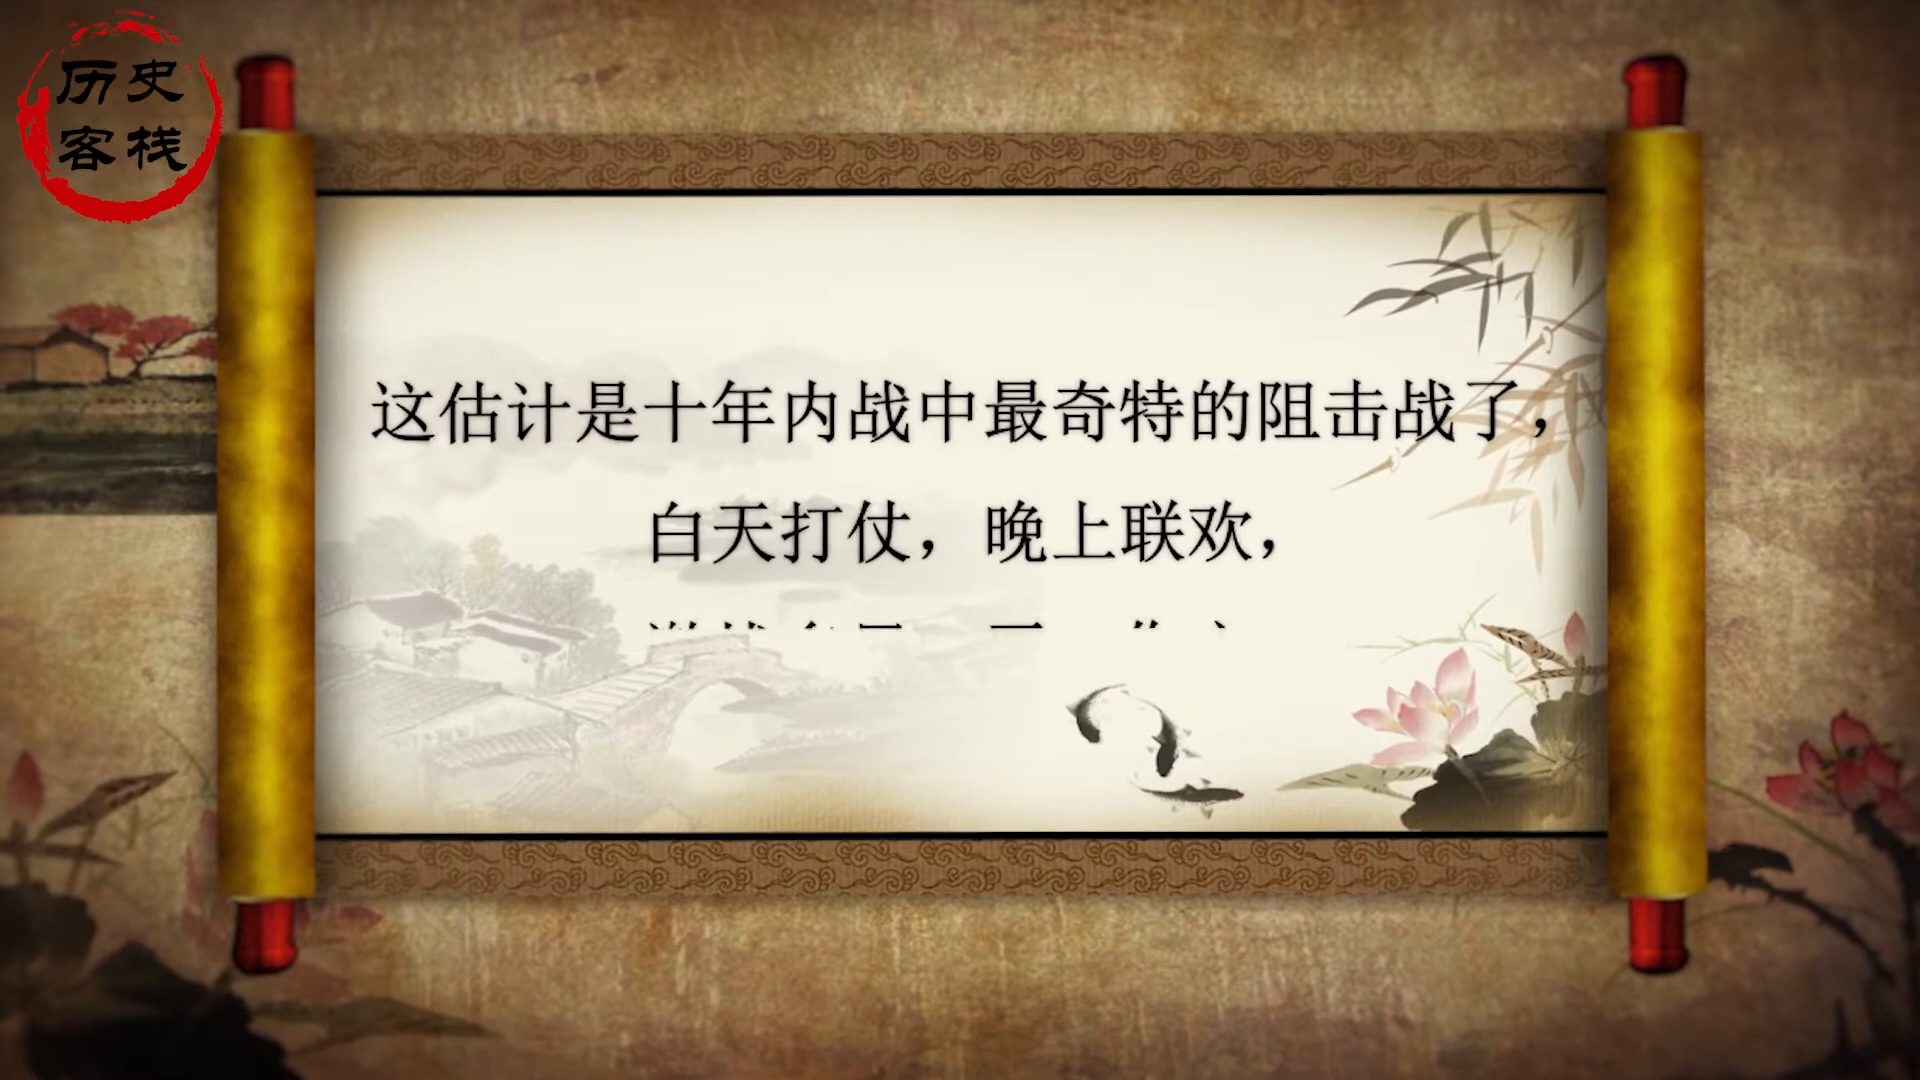 历史
客栈
这估计是十年内战中最奇特的阻击战了，
白天打仗，晚上联欢，